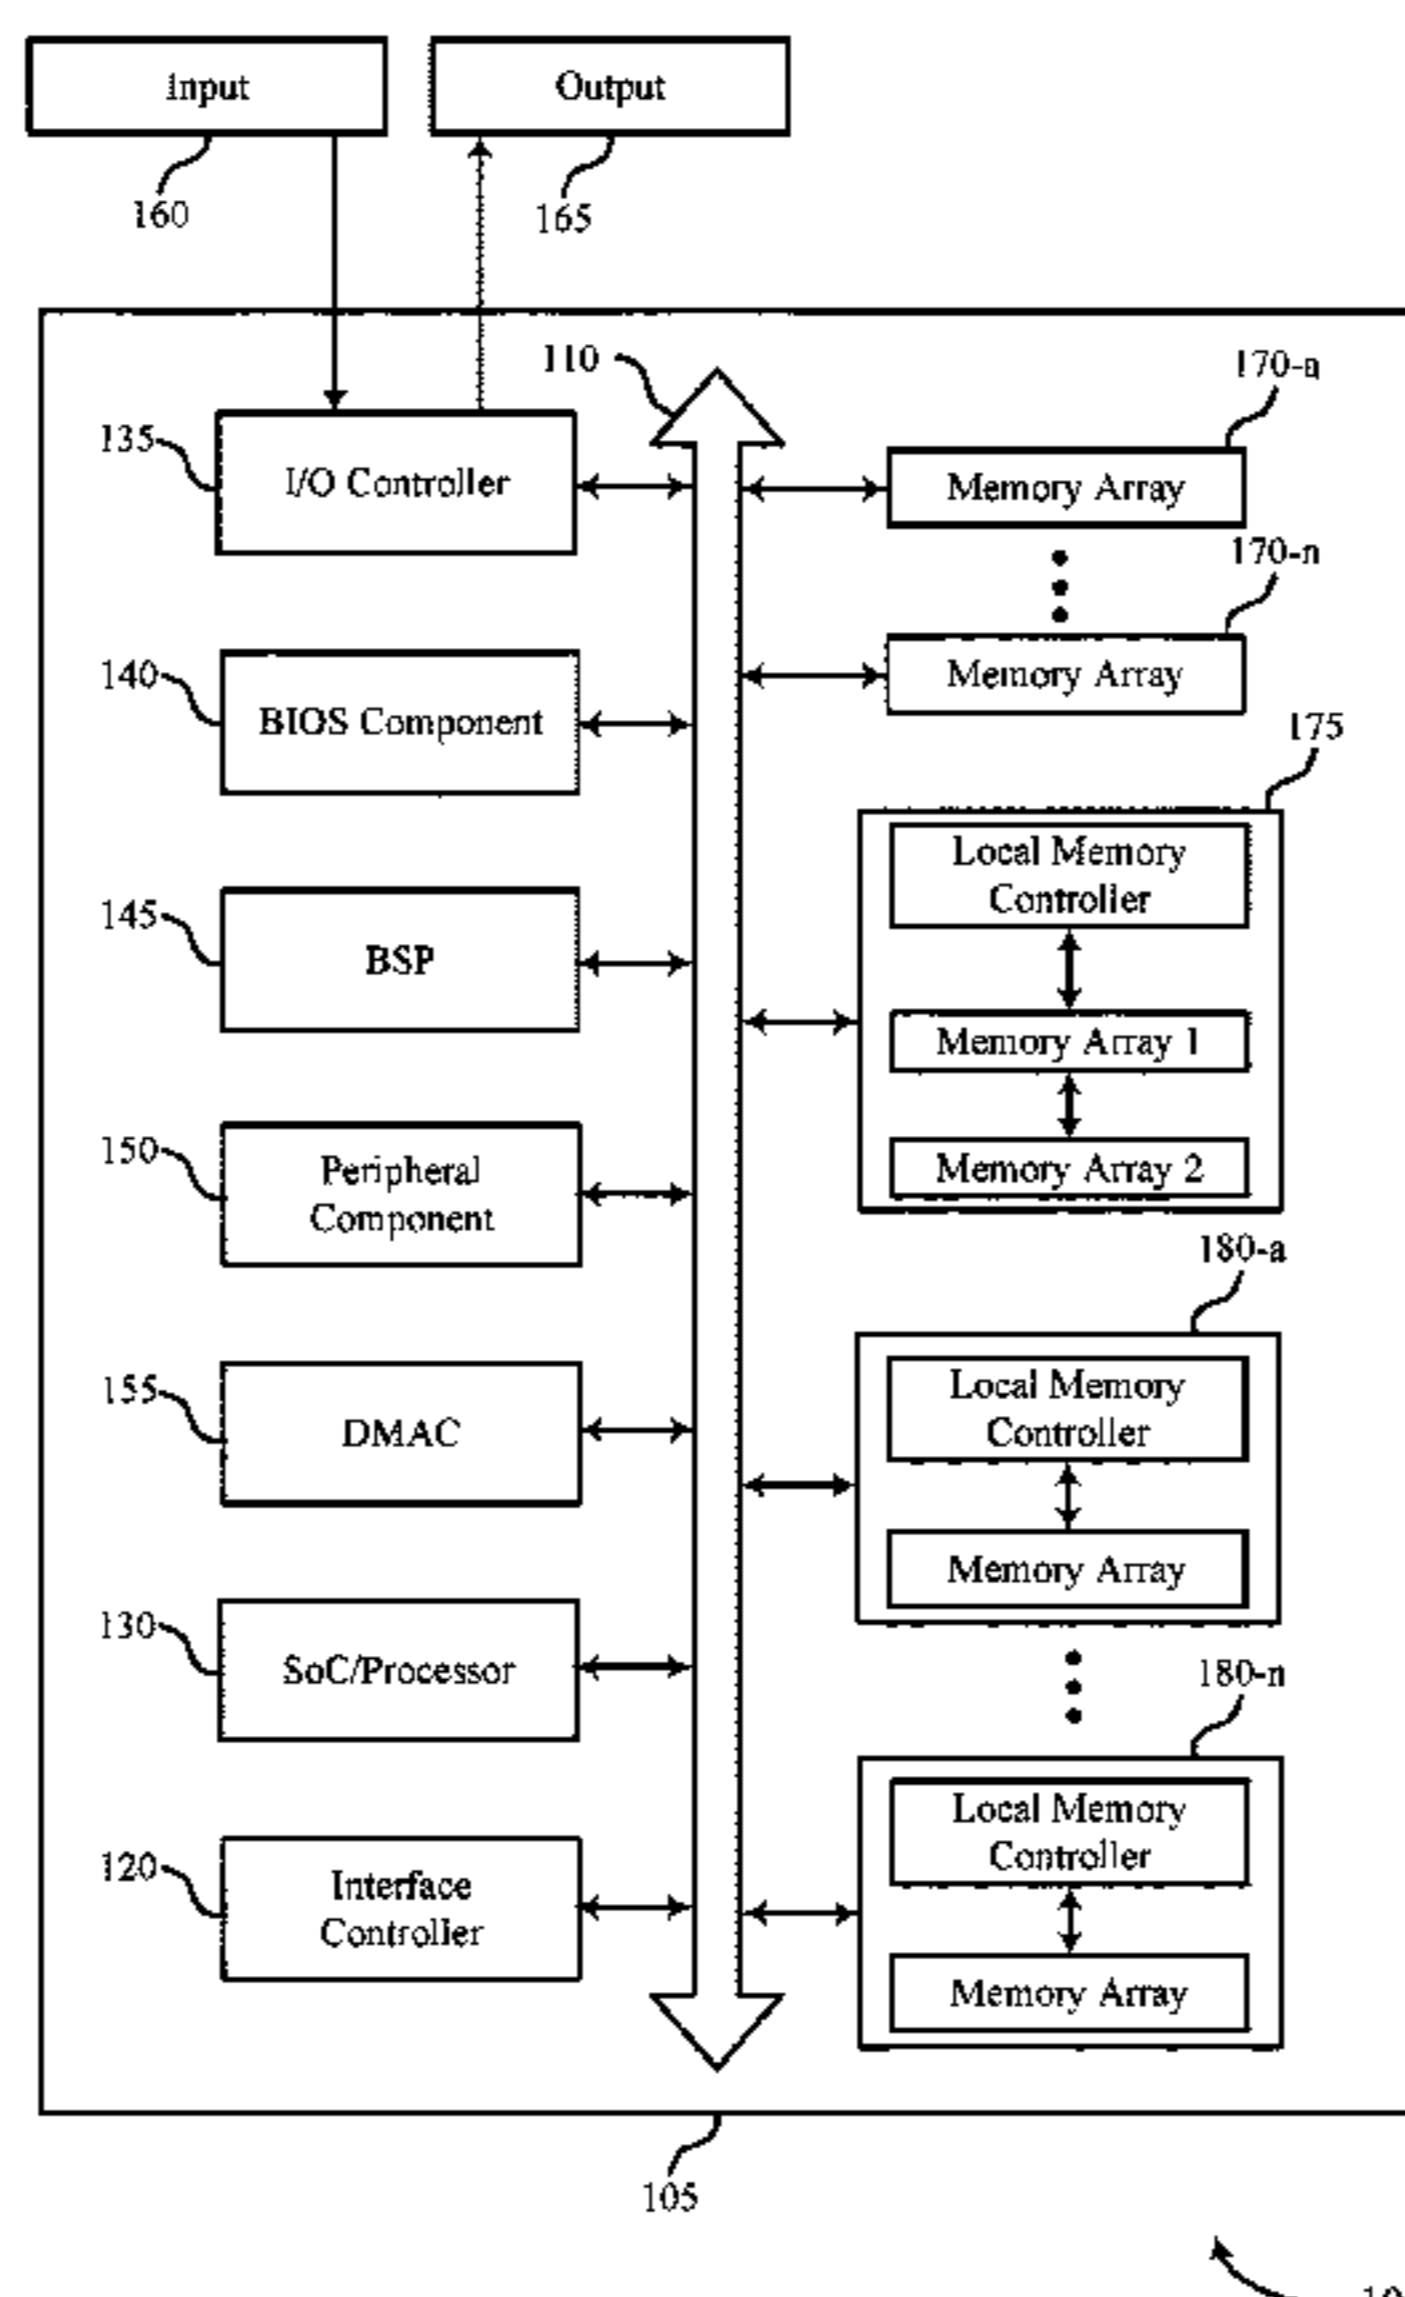 Input
Output
160
165
110
170-a
135
I/O Controller
Memory Array
170-n
140
BIOS Component
Memory Array
175
Local Memory
Controller
145
BSP
Memory Array 1
150
Peripheral
Component
Memory Array 2
180-a
155
DMAC
Local Memory
Controller
Memory Array
130
SoC/Processor
180-n
120
Interface
Controller
Local Memory
Controller
Memory Array
105